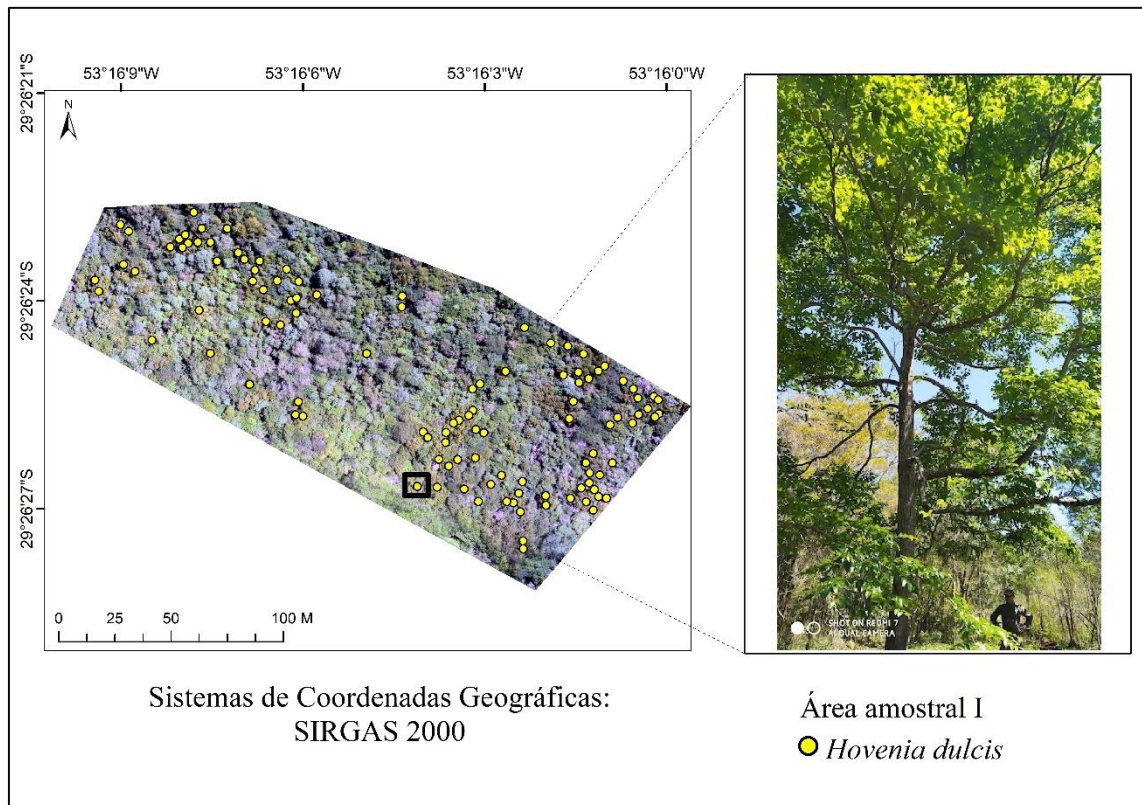 53°16'9"W 53°16'6"W 53°16'3"W 53°16'0"W
29°26'21"S
N
29°26'24"S
29°26'27"S
0 25 50 100 M
SHOT ON REDMI 7
AI DUAL CAMERA
Sistemas de Coordenadas Geográficas:
SIRGAS 2000
Área amostral I
Hovenia dulcis